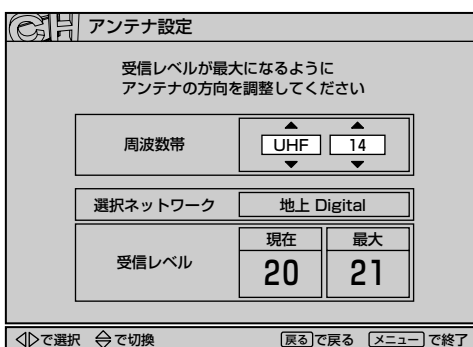 CH アンテナ設定
受信レベルが最大になるように
アンテナの方向を調整してください
周波数帯 UHF 14
選択ネットワーク 地上 Digital
受信レベル 現在 20 最大 21
で選択 で切換 戻る で戻る メニュー で終了